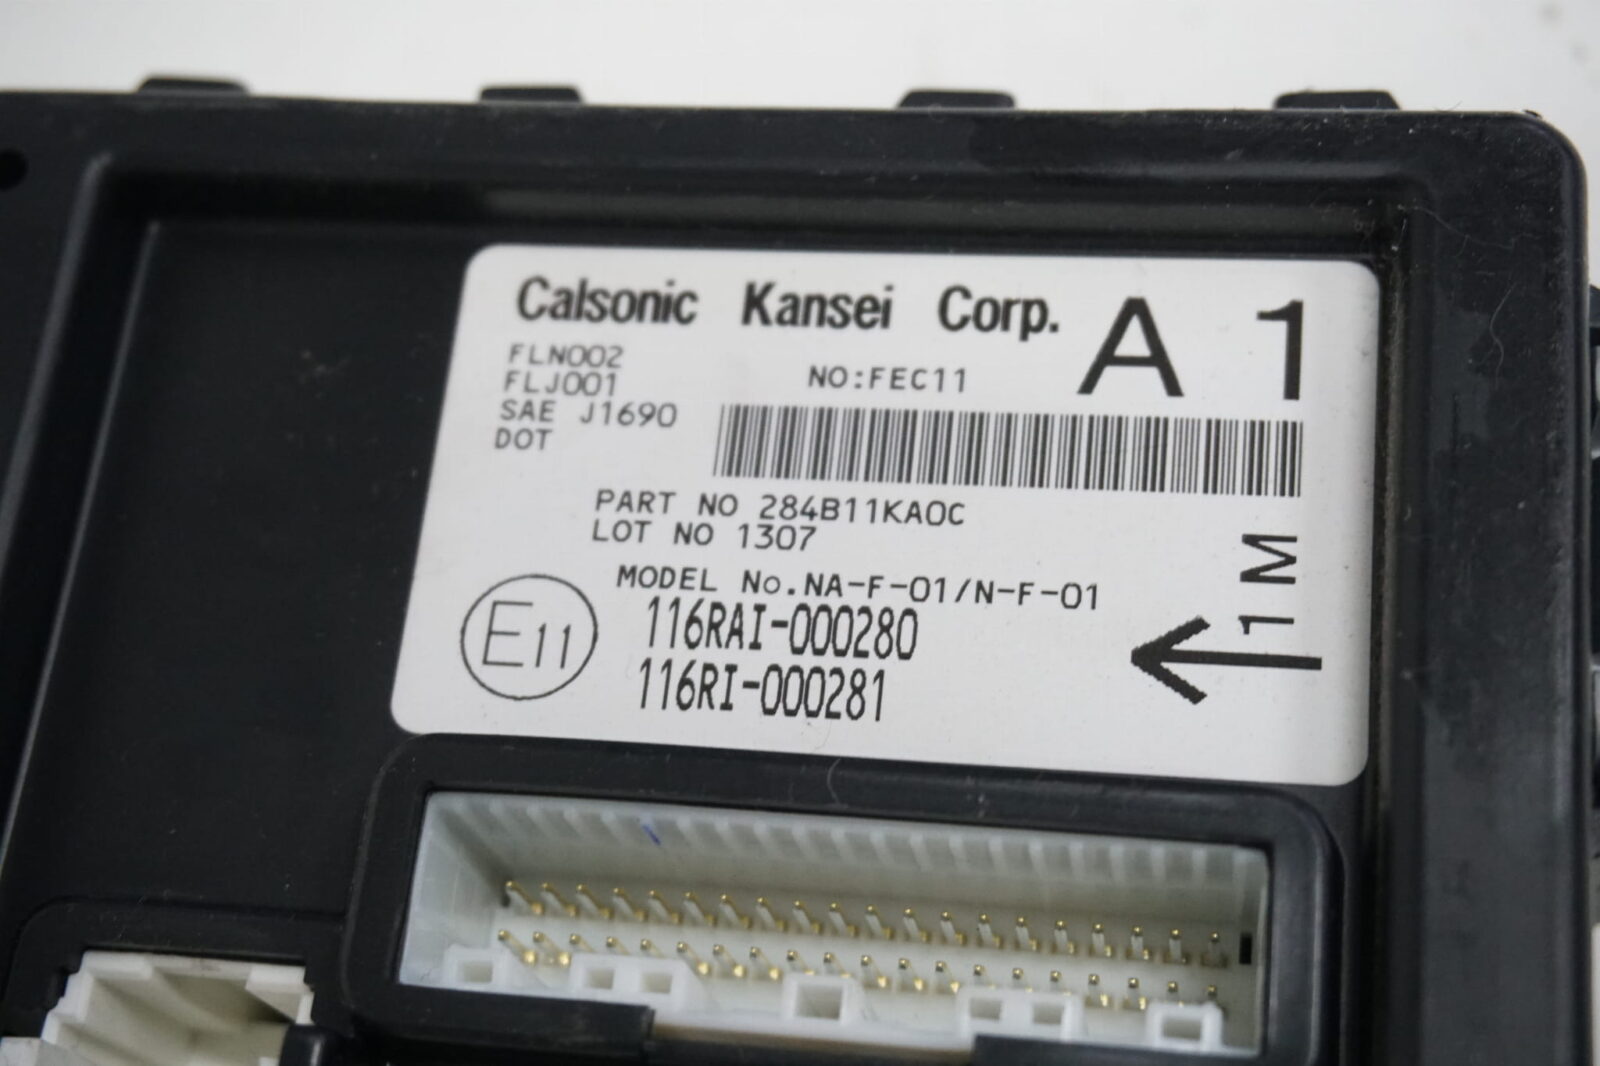 Calsonic Kansei Corp. A1
FLN002
FLJ001
NO:FEC11
SAE J1690
DOT
PART NO 284B11KA0C
LOT NO 1307
MODEL No.NA-F-01/N-F-01
E11
116RAI-000280
116RI-000281
1M